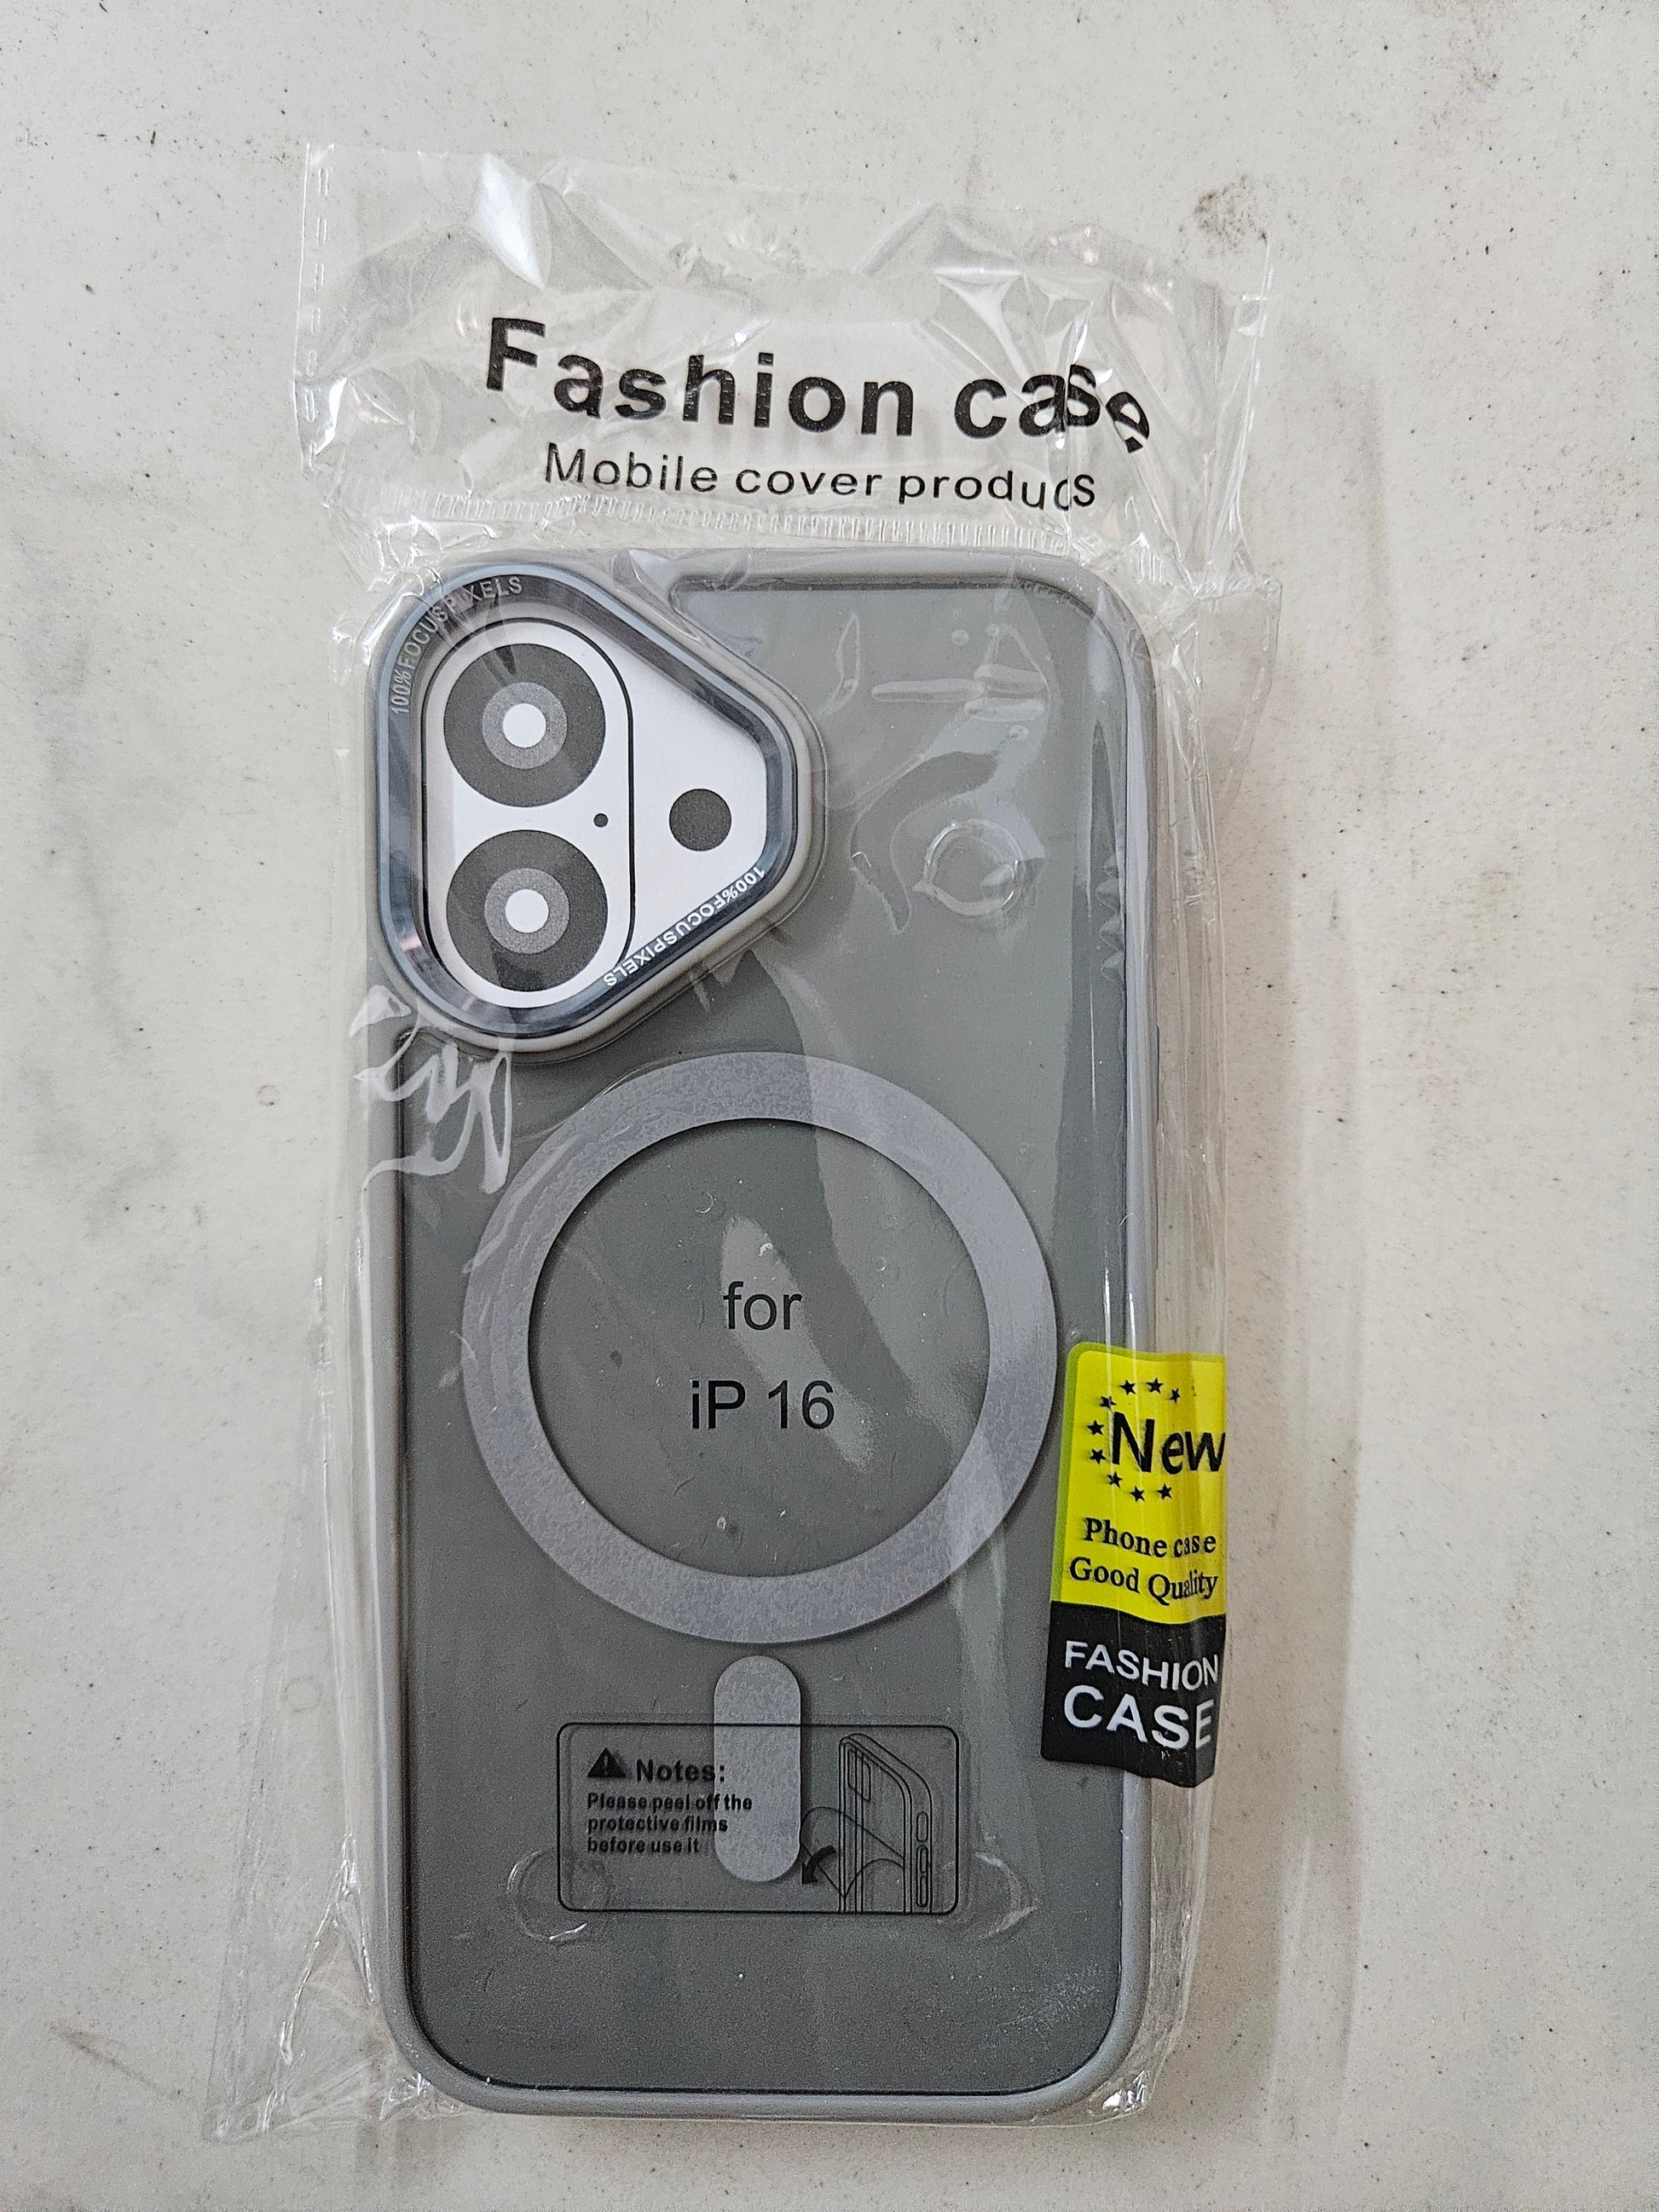 Fashion case
Mobile cover products
100%FOCUSPIXELS
100%FOCUSPIXELS
for
iP 16
New
Phone case
Good Quality
FASHION
CASE
Notes:
Please peel off the
protective films
before use it